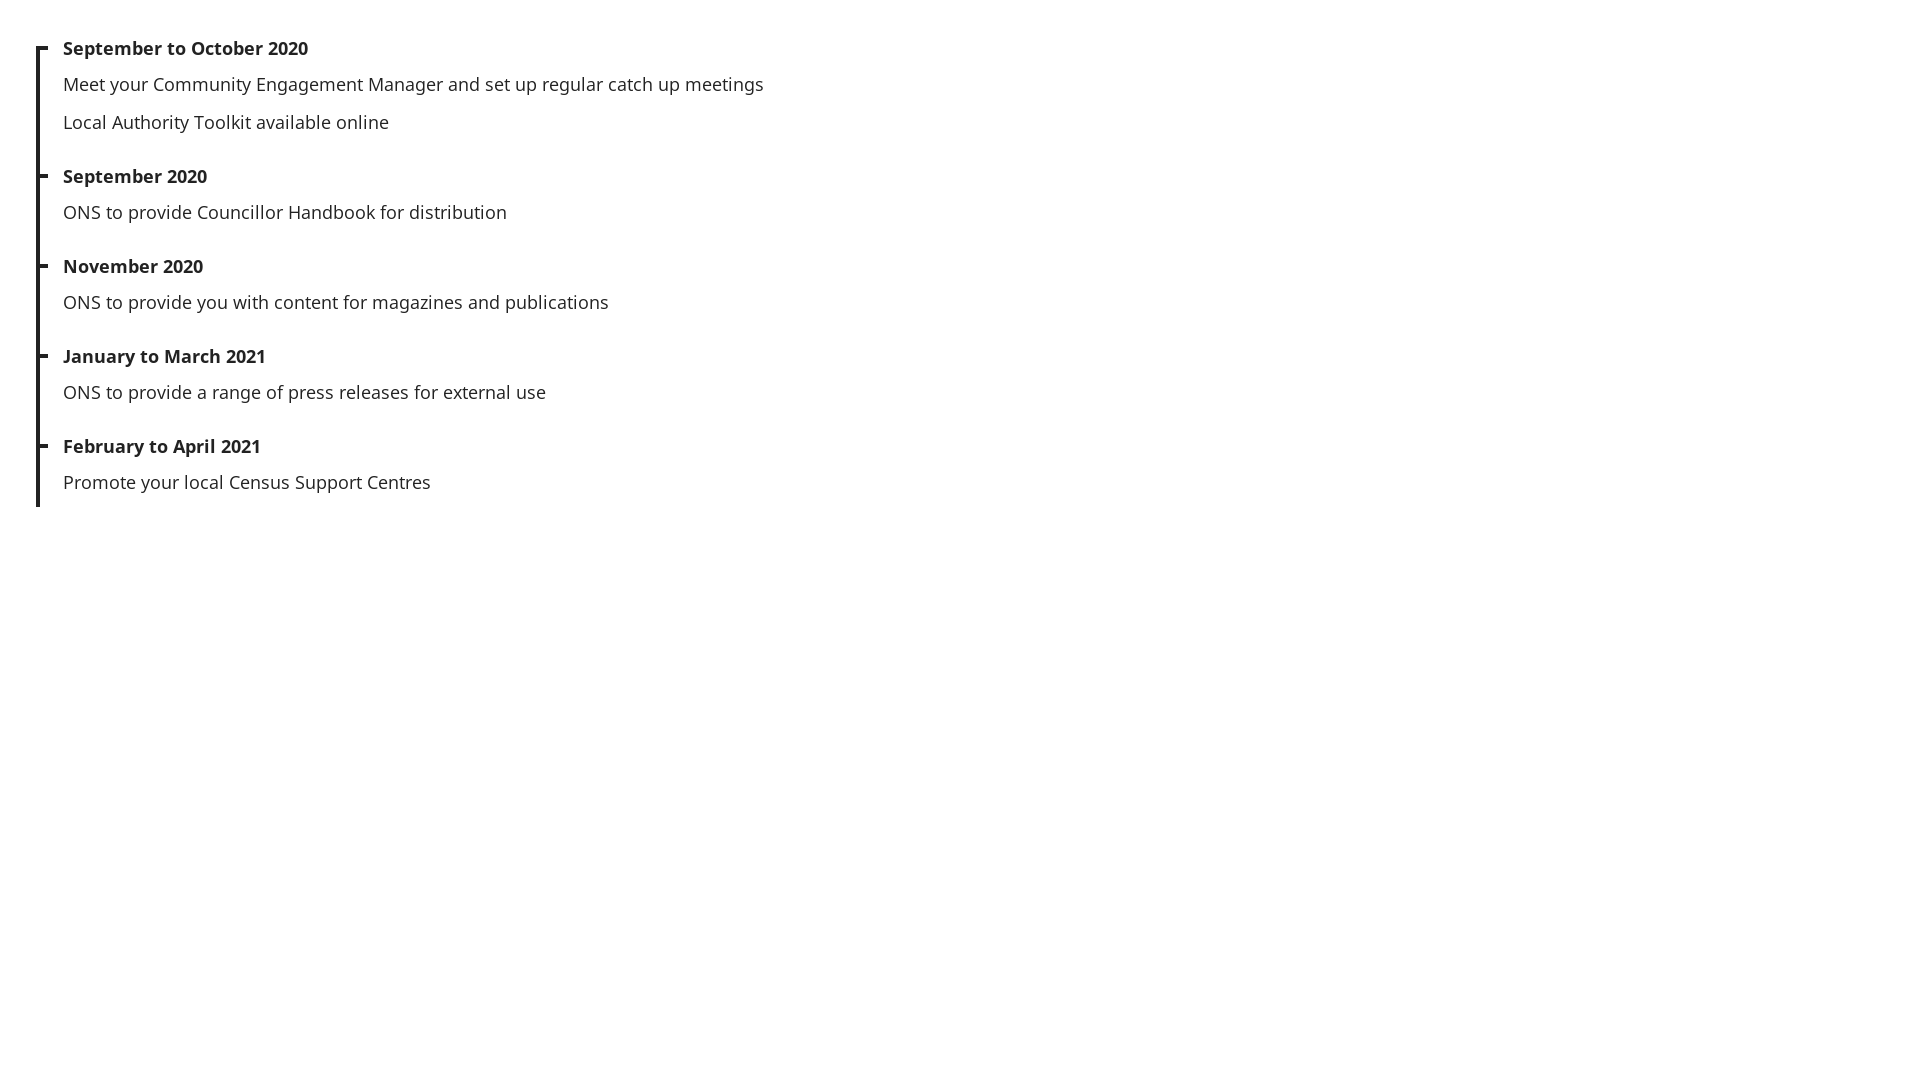 September to October 2020
Meet your Community Engagement Manager and set up regular catch up meetings
Local Authority Toolkit available online
September 2020
ONS to provide Councillor Handbook for distribution
November 2020
ONS to provide you with content for magazines and publications
January to March 2021
ONS to provide a range of press releases for external use
February to April 2021
Promote your local Census Support Centres